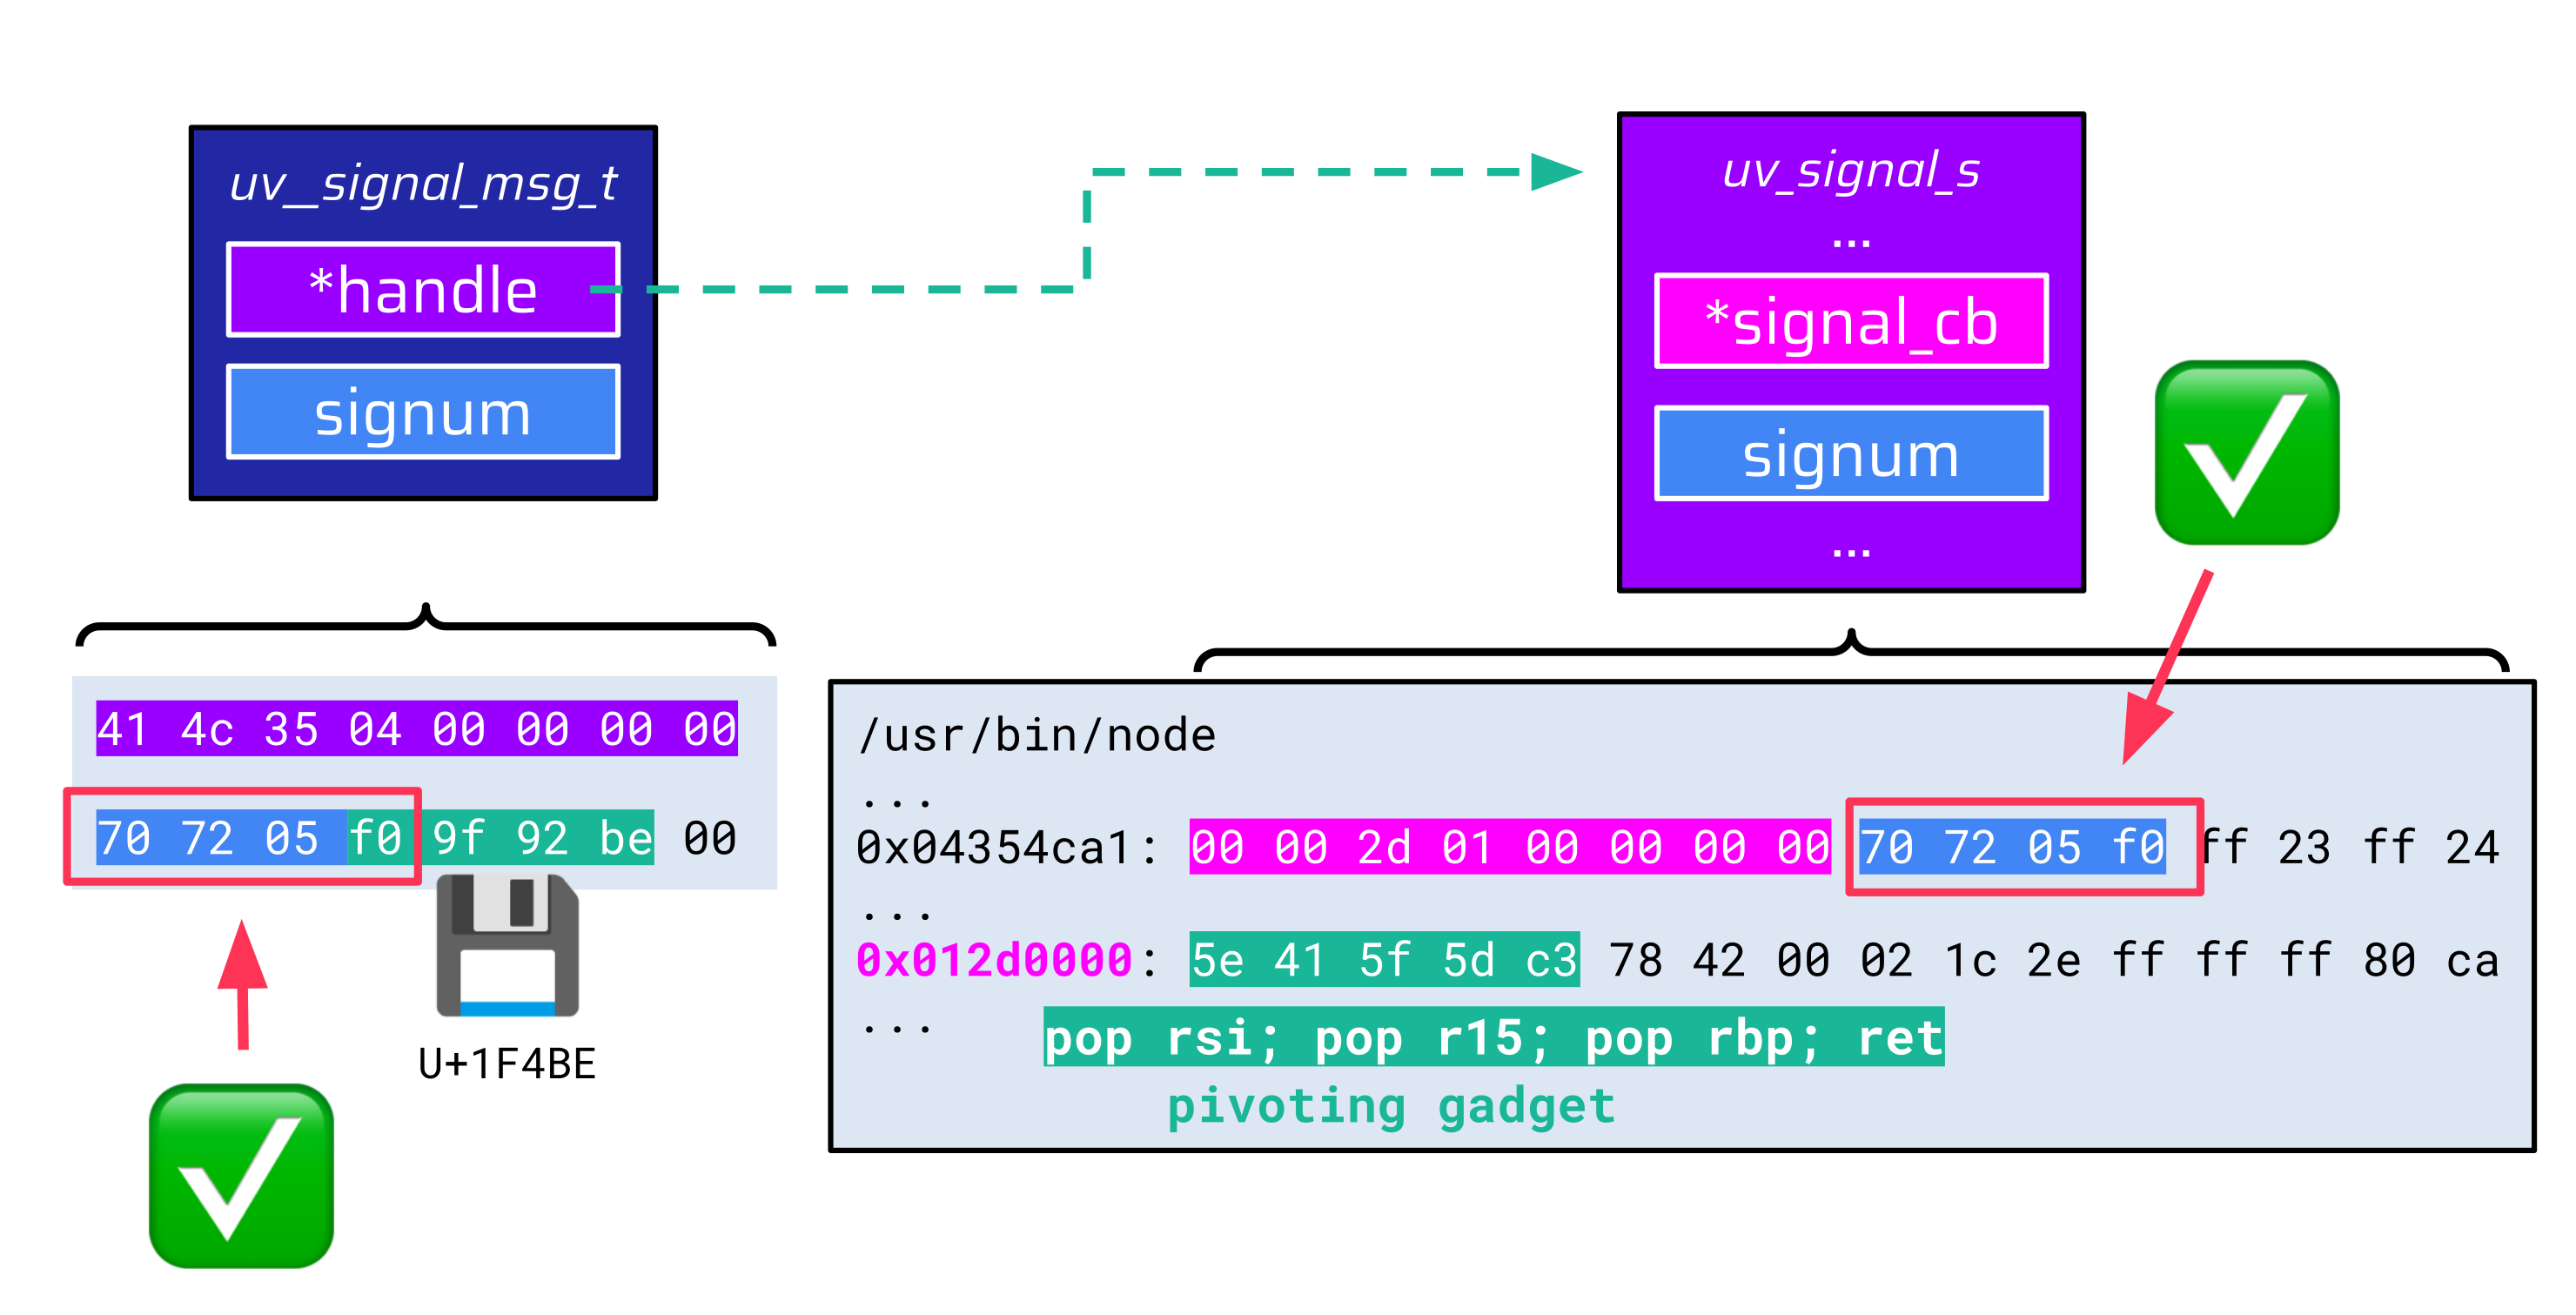 uv__signal_msg_t
*handle
signum
uv_signal_s
...
*signal_cb
signum
...
41 4c 35 04 00 00 00 00
70 72 05 f0 9f 92 be 00
U+1F4BE
/usr/bin/node
...
0x04354ca1: 00 00 2d 01 00 00 00 00 70 72 05 f0 ff 23 ff 24
...
0x012d0000: 5e 41 5f 5d c3 78 42 00 02 1c 2e ff ff ff 80 ca
...
pop rsi; pop r15; pop rbp; ret
pivoting gadget